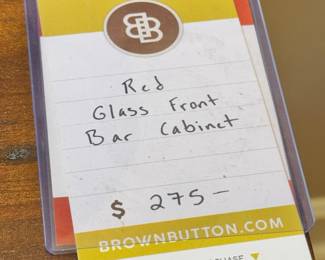 BB
Red
Glass Front
Bar Cabinet
$ 275-
BROWNBUTTON.COM